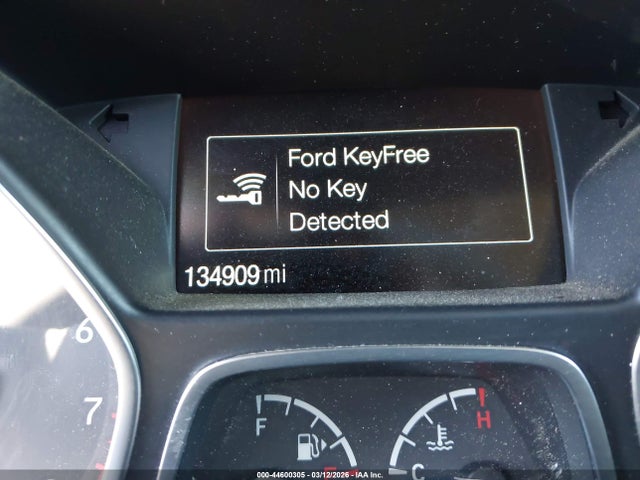 Ford KeyFree
No Key
Detected
134909 mi
6
7
F
H
C
000-44600305 - 03/12/2026 - IAA Inc.